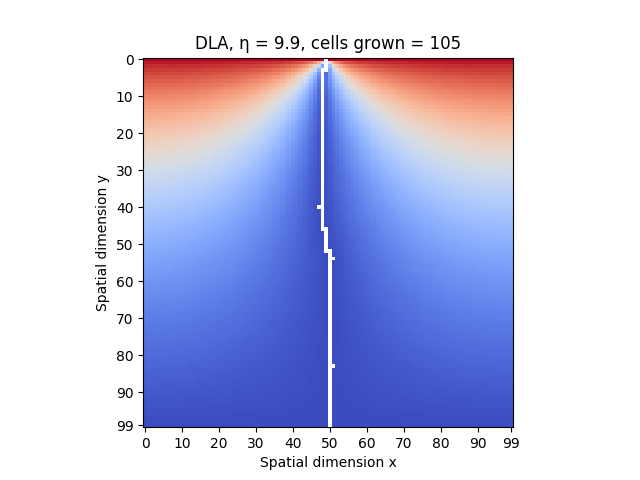 DLA, η = 9.9, cells grown = 105
0
10
20
30
40
50
60
70
80
90
99
Spatial dimension y
0 10 20 30 40 50 60 70 80 90 99
Spatial dimension x